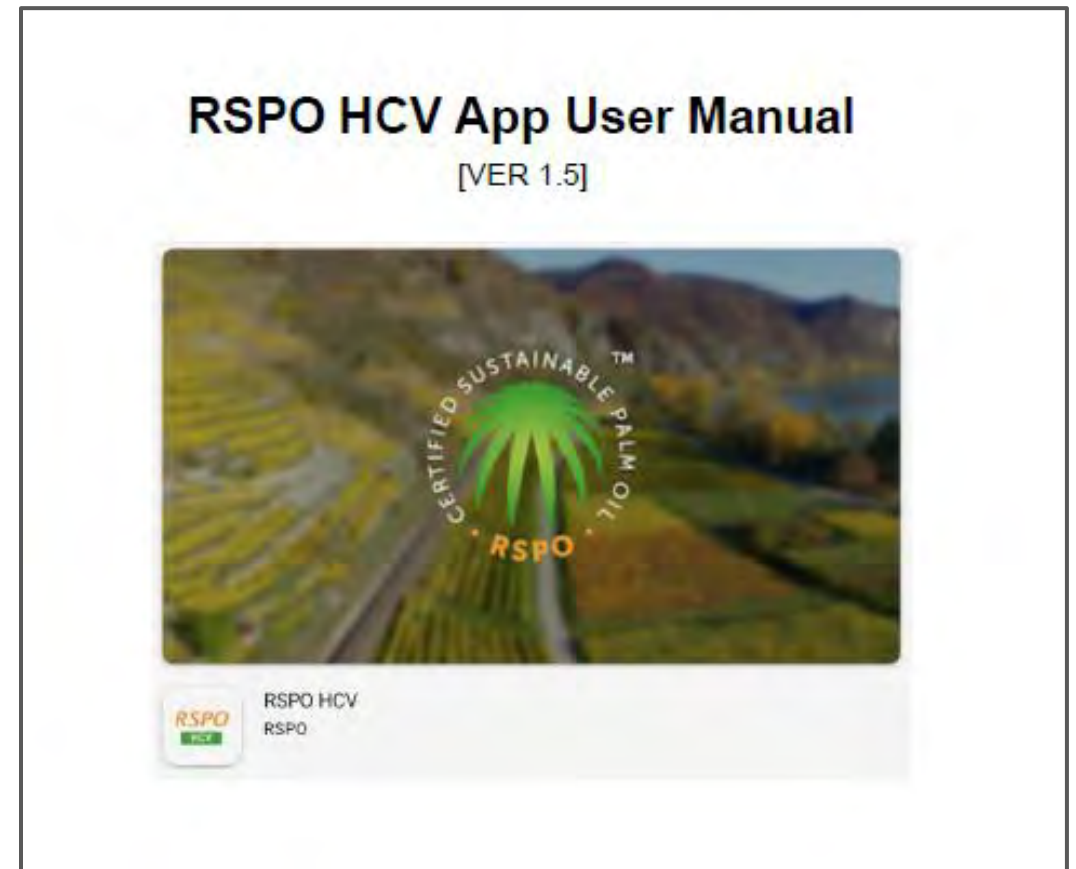 RSPO HCV App User Manual
[VER 1.5]
CERTIFIED SUSTAINABLE PALM OIL
TM
· RSPO ·
RSPO HCV
RSPO
RSPO
HCV